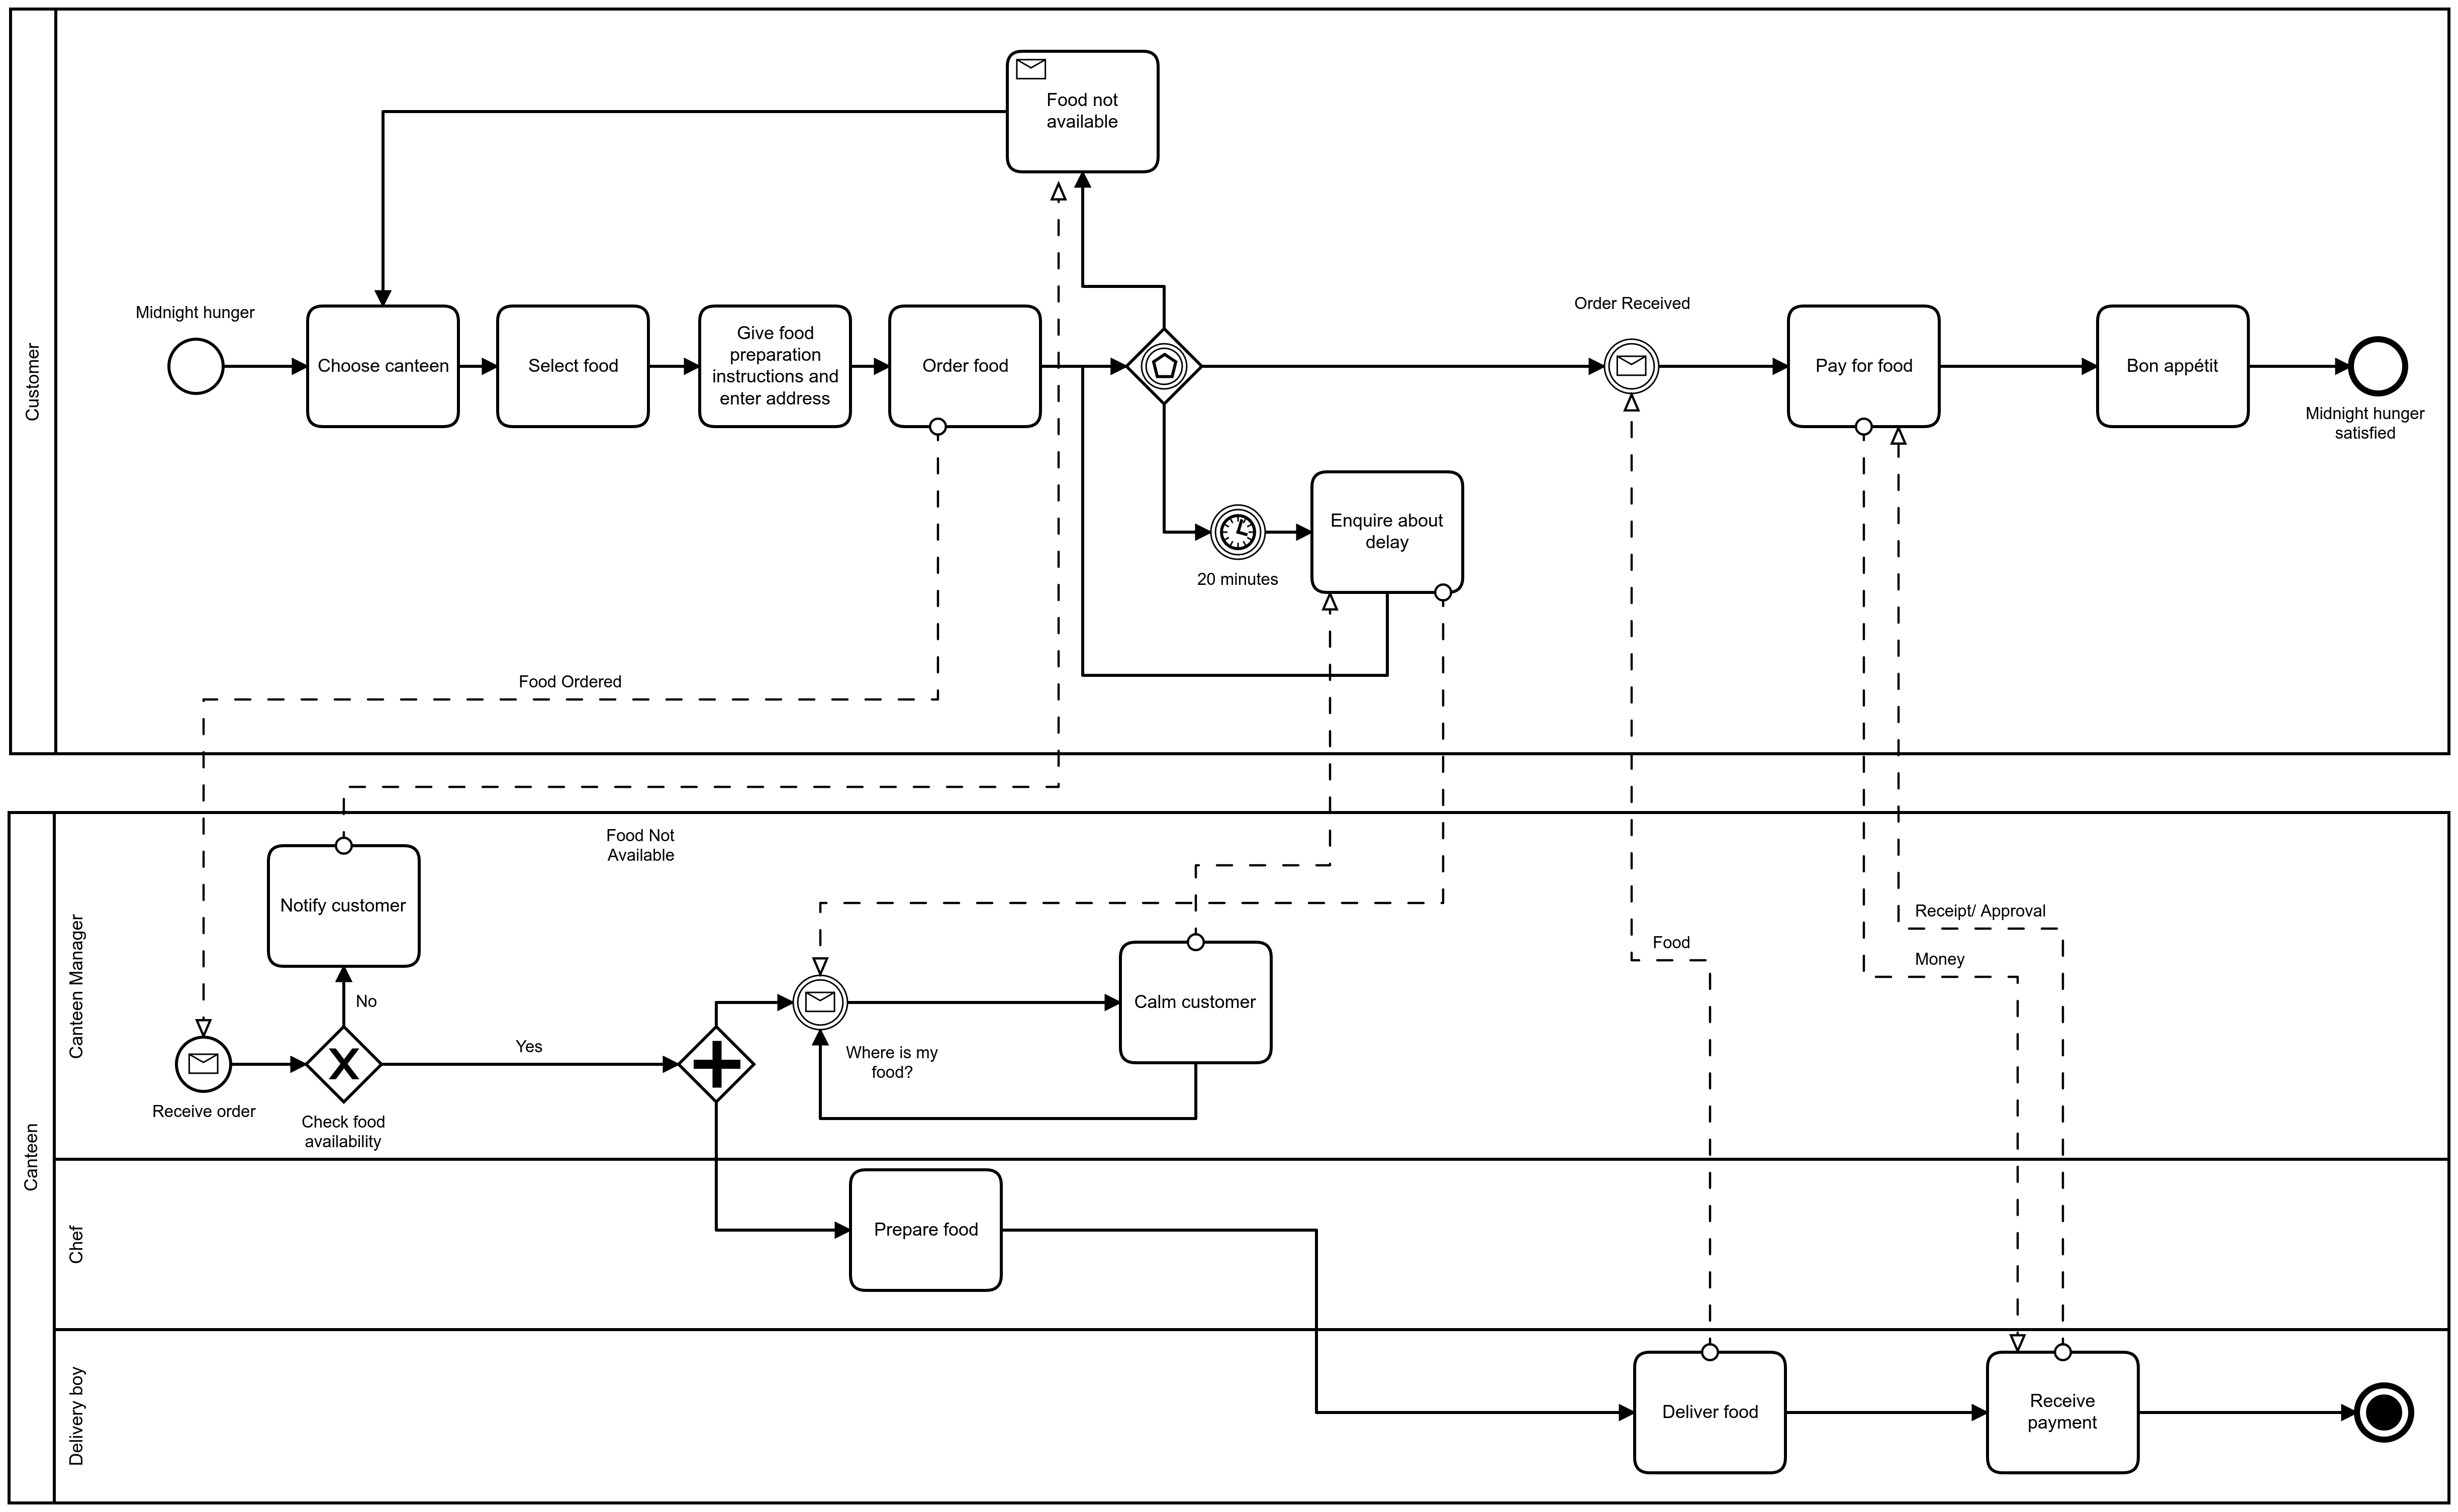 Customer
Food not
available
Midnight hunger
Choose canteen
Select food
Give food
preparation
instructions and
enter address
Order food
Order Received
Pay for food
Bon appétit
Midnight hunger
satisfied
Enquire about
delay
20 minutes
Food Ordered
Canteen
Canteen Manager
Food Not
Available
Notify customer
No
Yes
Receive order
Check food
availability
Where is my
food?
Calm customer
Food
Receipt/ Approval
Money
Chef
Prepare food
Delivery boy
Deliver food
Receive
payment